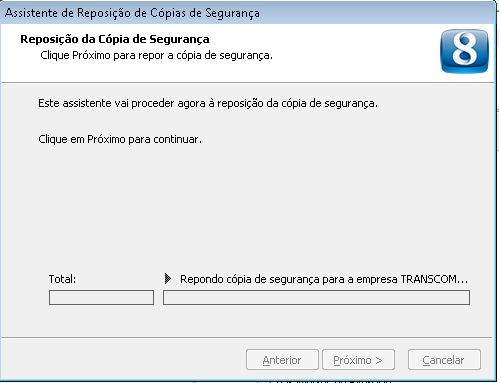 Assistente de Reposição de Cópias de Segurança
Reposição da Cópia de Segurança
Clique Próximo para repor a cópia de segurança.
8
Este assistente vai proceder agora à reposição da cópia de segurança.
Clique em Próximo para continuar.
Total:
Repondo cópia de segurança para a empresa TRANSCOM...
Anterior
Próximo >
Cancelar